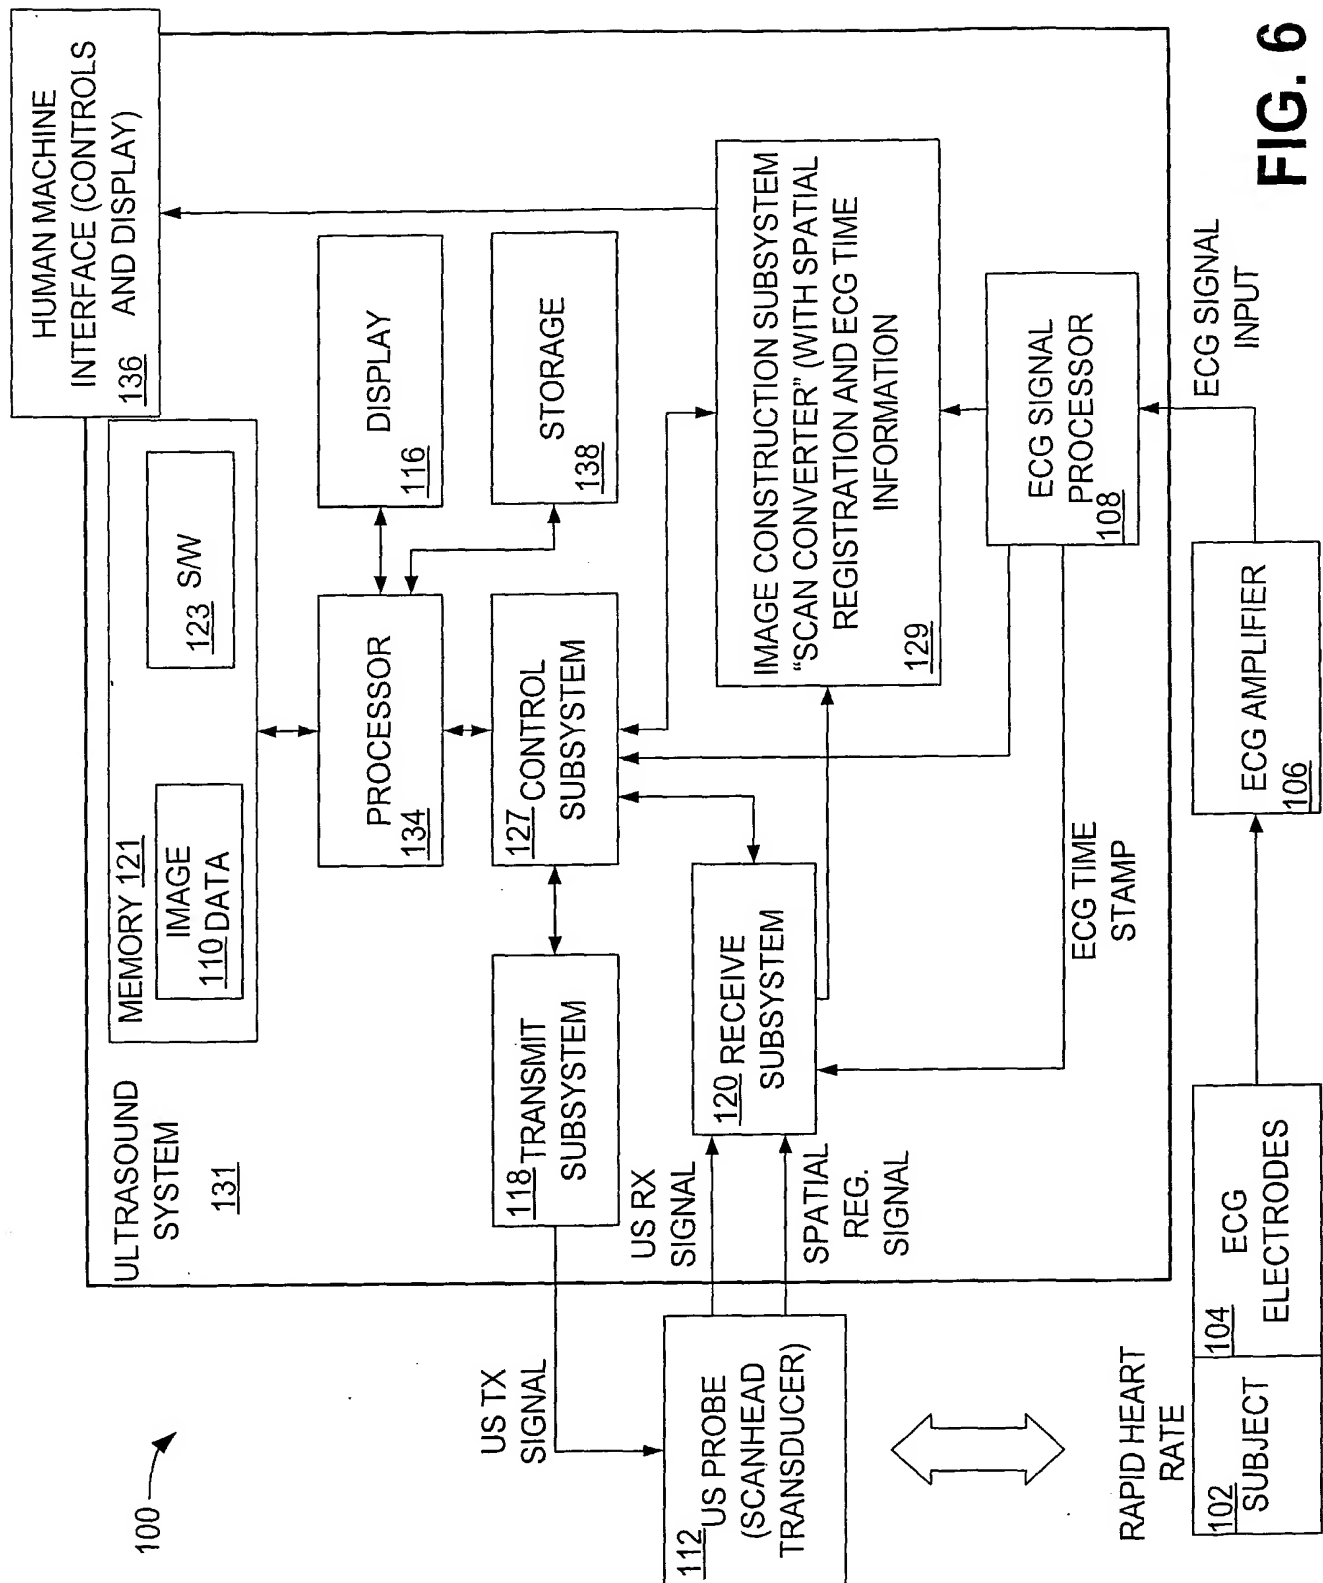 100
ULTRASOUND
SYSTEM
131
MEMORY 121
IMAGE
110 DATA
123 S/W
HUMAN MACHINE
INTERFACE (CONTROLS
AND DISPLAY)
136
PROCESSOR
134
DISPLAY
116
STORAGE
138
127 CONTROL
SUBSYSTEM
118 TRANSMIT
SUBSYSTEM
US TX
SIGNAL
112 US PROBE
(SCANHEAD
TRANSDUCER)
US RX
SIGNAL
SPATIAL
REG.
SIGNAL
120 RECEIVE
SUBSYSTEM
IMAGE CONSTRUCTION SUBSYSTEM
“SCAN CONVERTER” (WITH SPATIAL
REGISTRATION AND ECG TIME
INFORMATION
129
ECG SIGNAL
PROCESSOR
108
ECG TIME
STAMP
RAPID HEART
RATE
102 SUBJECT
104 ECG
ELECTRODES
ECG AMPLIFIER
106
ECG SIGNAL
INPUT
FIG. 6